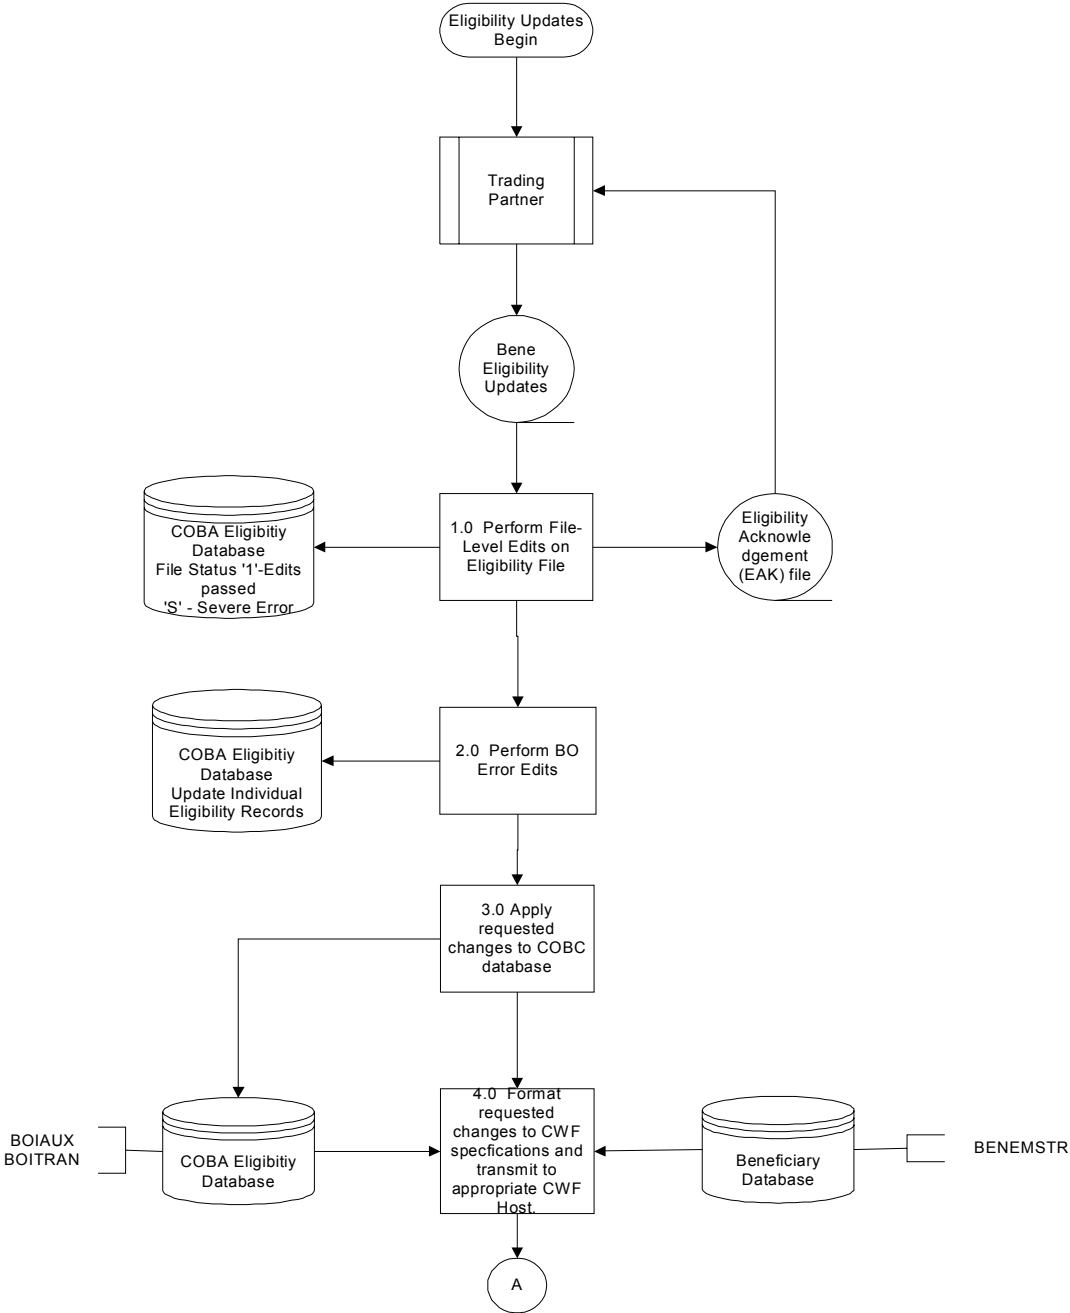 Eligibility Updates
Begin
Trading
Partner
Bene
Eligibility
Updates
COBA Eligibitiy
Database
File Status '1'-Edits
passed
'S' - Severe Error
1.0 Perform File-
Level Edits on
Eligibility File
Eligibility
Acknowle
dgement
(EAK) file
COBA Eligibitiy
Database
Update Individual
Eligibility Records
2.0 Perform BO
Error Edits
3.0 Apply
requested
changes to COBC
database
BOIAUX
BOITRAN
COBA Eligibitiy
Database
4.0 Format
requested
changes to CWF
specfications and
transmit to
appropriate CWF
Host.
Beneficiary
Database
BENEMSTR
A